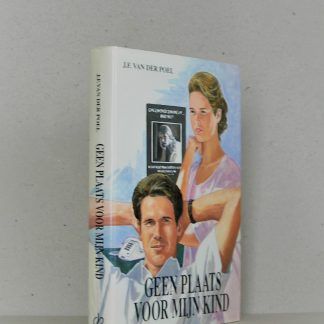 J.F. VAN DER POEL
GEEN PLAATS
VOOR MIJN KIND
J.F. VAN DER POEL
GEEN PLAATS VOOR MIJN KIND